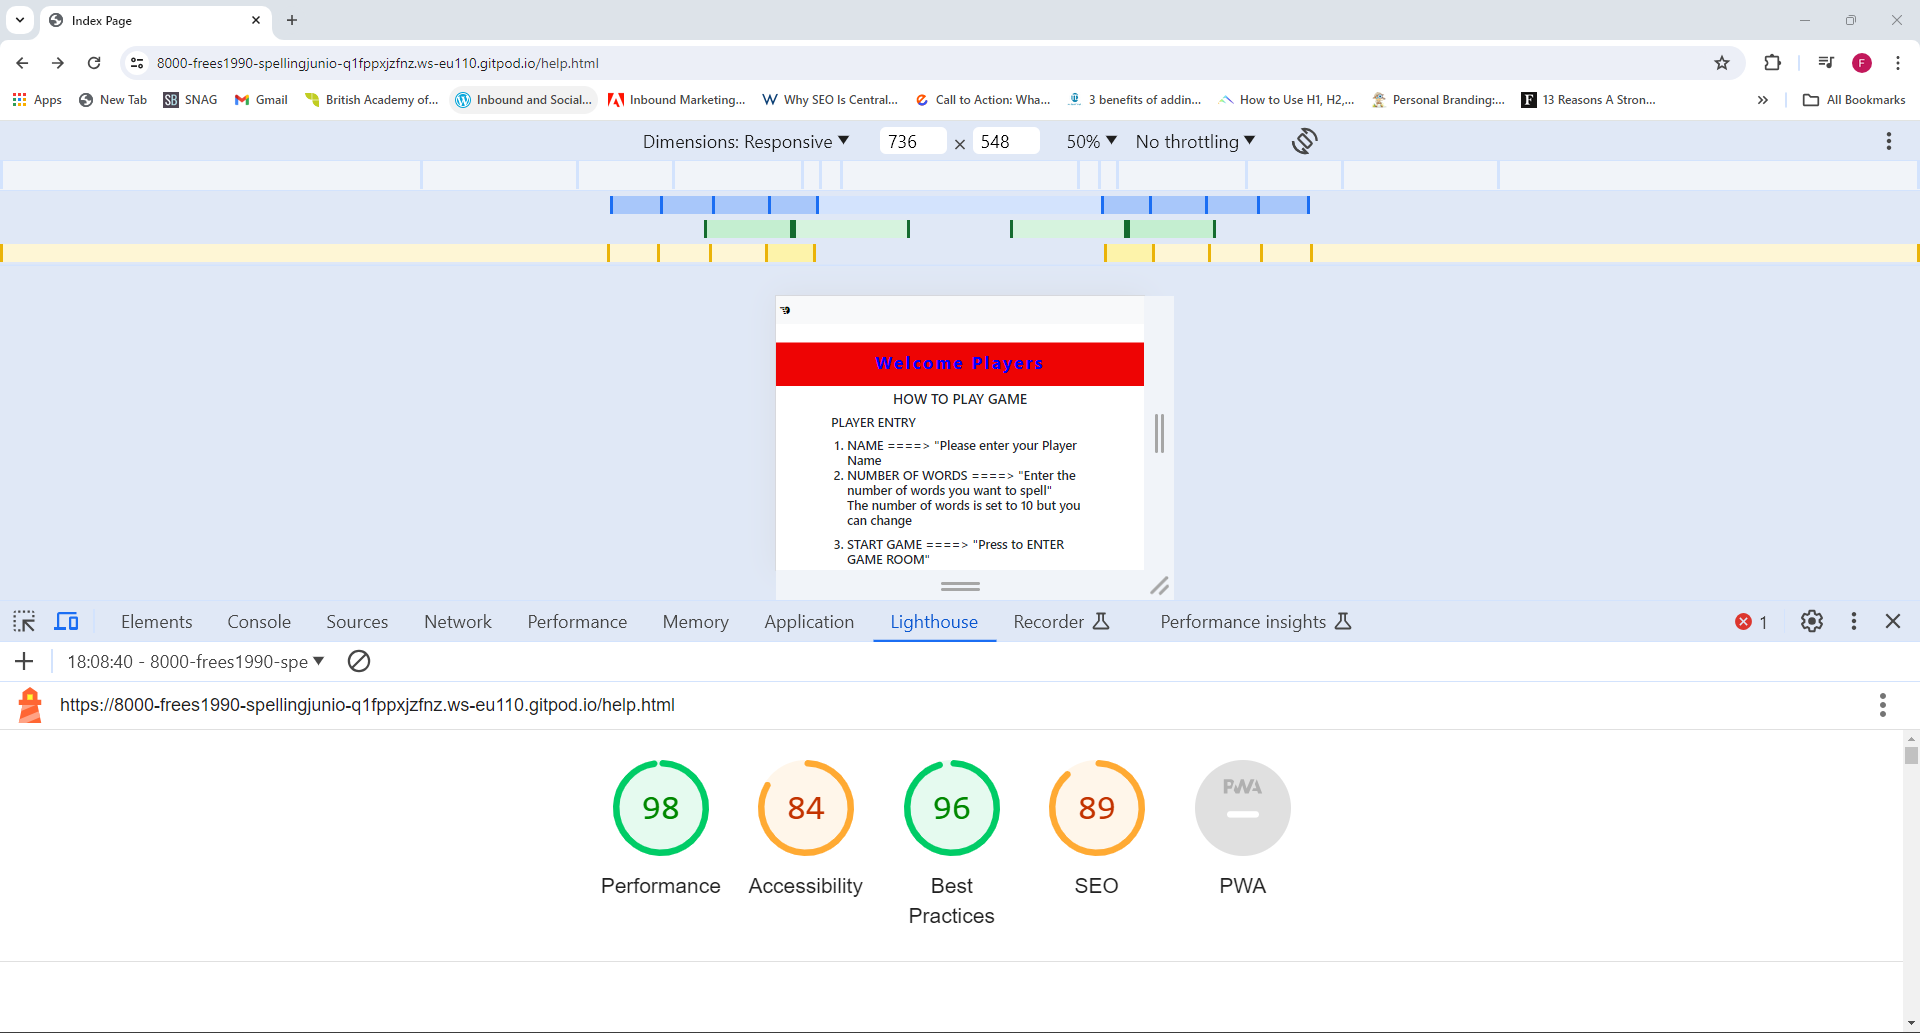 Index Page
8000-frees1990-spellingjunio-q1fppxjzfnz.ws-eu110.gitpod.io/help.html
F
Apps
New Tab
SB SNAG
Gmail
British Academy of...
Inbound and Social...
Inbound Marketing...
W Why SEO Is Central...
Call to Action: Wha...
3 benefits of addin...
How to Use H1, H2,...
Personal Branding:...
F 13 Reasons A Stron...
» All Bookmarks
Dimensions: Responsive 736 × 548 50% No throttling
Welcome Players
HOW TO PLAY GAME
PLAYER ENTRY
1. NAME ====> "Please enter your Player
Name
2. NUMBER OF WORDS ====> "Enter the
number of words you want to spell"
The number of words is set to 10 but you
can change
3. START GAME ====> "Press to ENTER
GAME ROOM"
Elements Console Sources Network Performance Memory Application Lighthouse Recorder Performance insights 1
18:08:40 - 8000-frees1990-spe
https://8000-frees1990-spellingjunio-q1fppxjzfnz.ws-eu110.gitpod.io/help.html
98 84 96 89 PWA
Performance Accessibility Best SEO PWA
Practices